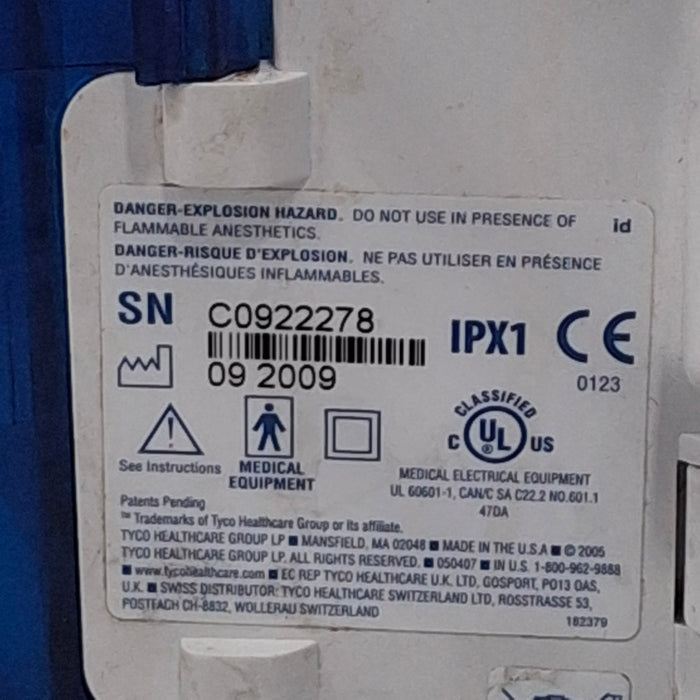 DANGER-EXPLOSION HAZARD. DO NOT USE IN PRESENCE OF
FLAMMABLE ANESTHETICS.
id
DANGER-RISQUE D'EXPLOSION. NE PAS UTILISER EN PRÉSENCE
D'ANESTHÉSIQUES INFLAMMABLES.
SN C0922278
IPX1 CE
09 2009
0123
CLASSIFIED
C UL US
®
See Instructions
MEDICAL
EQUIPMENT
MEDICAL ELECTRICAL EQUIPMENT
UL 60601-1, CAN/C SA C22.2 NO.601.1
47DA
Patents Pending
™ Trademarks of Tyco Healthcare Group or its affiliate.
TYCO HEALTHCARE GROUP LP ■ MANSFIELD, MA 02048 ■ MADE IN THE U.S.A ■ © 2005
TYCO HEALTHCARE GROUP LP. ALL RIGHTS RESERVED. ■ 050407 ■ IN U.S. 1-800-962-9888
■ www.tycohealthcare.com ■ EC REP TYCO HEALTHCARE U.K. LTD, GOSPORT, PO13 0AS,
U.K. ■ SWISS DISTRIBUTOR: TYCO HEALTHCARE SWITZERLAND LTD, ROSSTRASSE 53,
POSTEACH CH-8832, WOLLERAU SWITZERLAND
182379